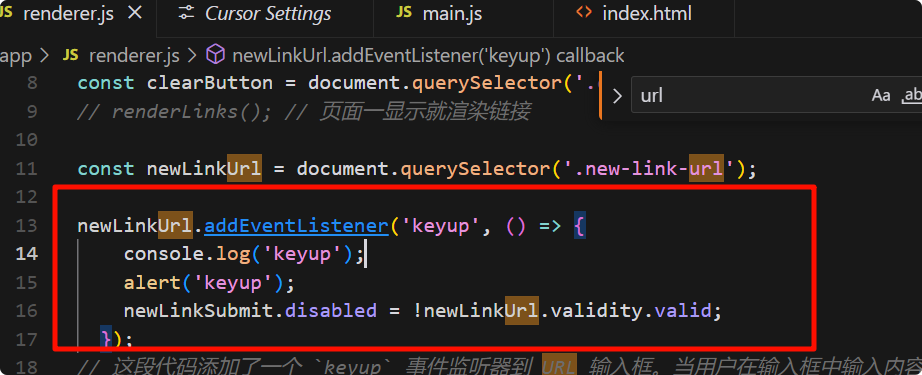 JS renderer.js Cursor Settings JS main.js <> index.html
app > JS renderer.js > newLinkUrl.addEventListener('keyup') callback
8 const clearButton = document.querySelector('.
url Aa ab
9 // renderLinks(); // 页面一显示就渲染链接
10
11 const newLinkUrl = document.querySelector('.new-link-url');
12
13 newLinkUrl.addEventListener('keyup', () => {
14 console.log('keyup');
15 alert('keyup');
16 newLinkSubmit.disabled = !newLinkUrl.validity.valid;
17 });
18 // 这段代码添加了一个 `keyup` 事件监听器到 URL 输入框。当用户在输入框中输入内容